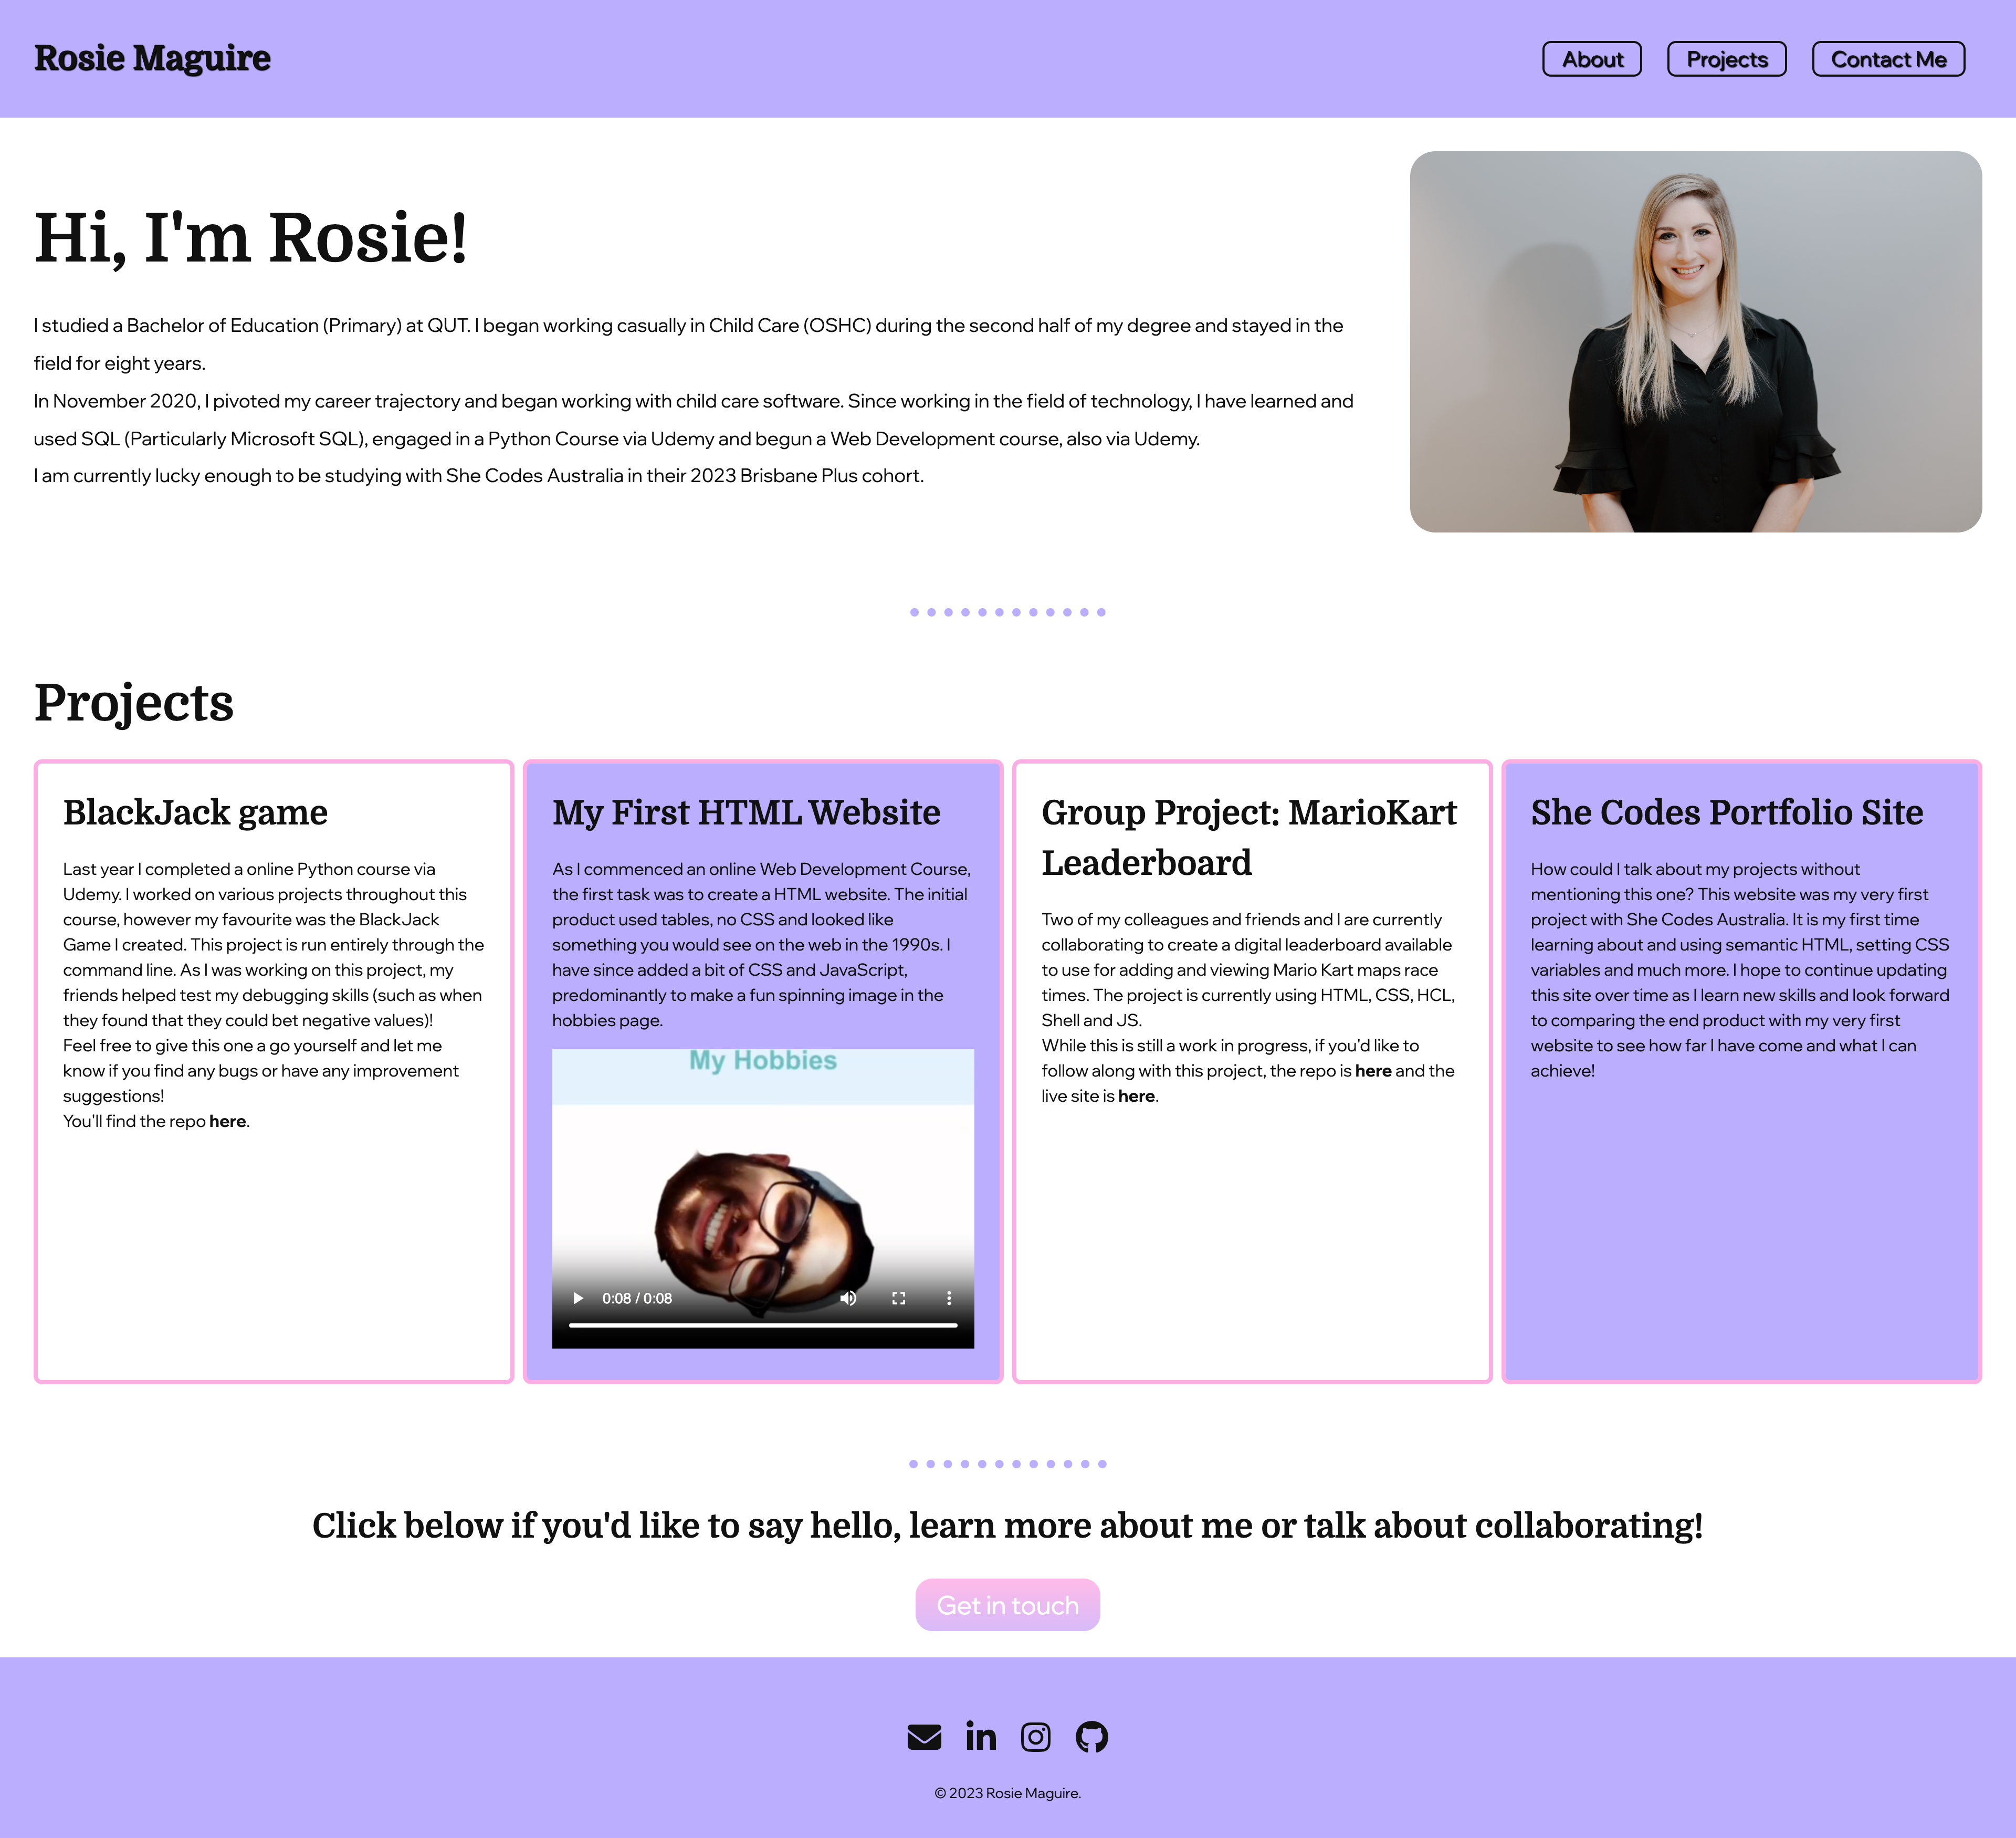 Rosie Maguire
About
Projects
Contact Me
Hi, I'm Rosie!
I studied a Bachelor of Education (Primary) at QUT. I began working casually in Child Care (OSHC) during the second half of my degree and stayed in the
field for eight years.
In November 2020, I pivoted my career trajectory and began working with child care software. Since working in the field of technology, I have learned and
used SQL (Particularly Microsoft SQL), engaged in a Python Course via Udemy and begun a Web Development course, also via Udemy.
I am currently lucky enough to be studying with She Codes Australia in their 2023 Brisbane Plus cohort.
Projects
BlackJack game
Last year I completed a online Python course via
Udemy. I worked on various projects throughout this
course, however my favourite was the BlackJack
Game I created. This project is run entirely through the
command line. As I was working on this project, my
friends helped test my debugging skills (such as when
they found that they could bet negative values)!
Feel free to give this one a go yourself and let me
know if you find any bugs or have any improvement
suggestions!
You'll find the repo here.
My First HTML Website
As I commenced an online Web Development Course,
the first task was to create a HTML website. The initial
product used tables, no CSS and looked like
something you would see on the web in the 1990s. I
have since added a bit of CSS and JavaScript,
predominantly to make a fun spinning image in the
hobbies page.
My Hobbies
0:08 / 0:08
Group Project: MarioKart
Leaderboard
Two of my colleagues and friends and I are currently
collaborating to create a digital leaderboard available
to use for adding and viewing Mario Kart maps race
times. The project is currently using HTML, CSS, HCL,
Shell and JS.
While this is still a work in progress, if you'd like to
follow along with this project, the repo is here and the
live site is here.
She Codes Portfolio Site
How could I talk about my projects without
mentioning this one? This website was my very first
project with She Codes Australia. It is my first time
learning about and using semantic HTML, setting CSS
variables and much more. I hope to continue updating
this site over time as I learn new skills and look forward
to comparing the end product with my very first
website to see how far I have come and what I can
achieve!
Click below if you'd like to say hello, learn more about me or talk about collaborating!
Get in touch
© 2023 Rosie Maguire.